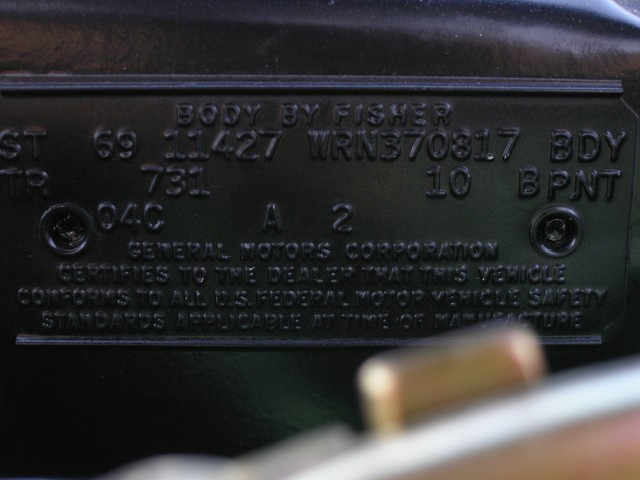 BODY BY FISHER
ST 69 11427 WRN370817 BDY
TR 731 10 B PNT
04C A 2
GENERAL MOTORS CORPORATION
CERTIFIES TO THE DEALER THAT THIS VEHICLE
CONFORMS TO ALL U.S. FEDERAL MOTOR VEHICLE SAFETY
STANDARDS APPLICABLE AT TIME OF MANUFACTURE